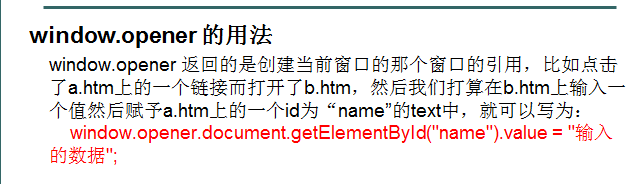 window.opener 的用法
window.opener 返回的是创建当前窗口的那个窗口的引用，比如点击
了a.htm上的一个链接而打开了b.htm，然后我们打算在b.htm上输入一
个值然后赋予a.htm上的一个id为“name”的text中，就可以写为：
window.opener.document.getElementById("name").value = "输入
的数据";